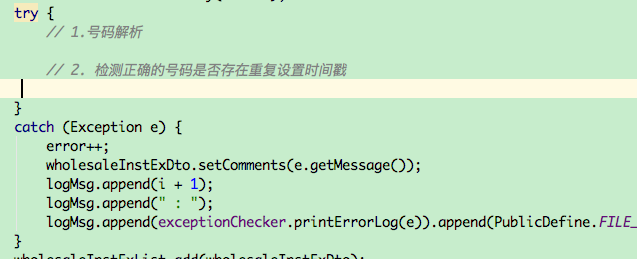 try {
// 1.号码解析
// 2. 检测正确的号码是否存在重复设置时间戳
}
catch (Exception e) {
error++;
wholesaleInstExDto.setComments(e.getMessage());
logMsg.append(i + 1);
logMsg.append(" : ");
logMsg.append(exceptionChecker.printErrorLog(e)).append(PublicDefine.FILE_
}
wholesaleInstExList.add(wholesaleInstExDto);